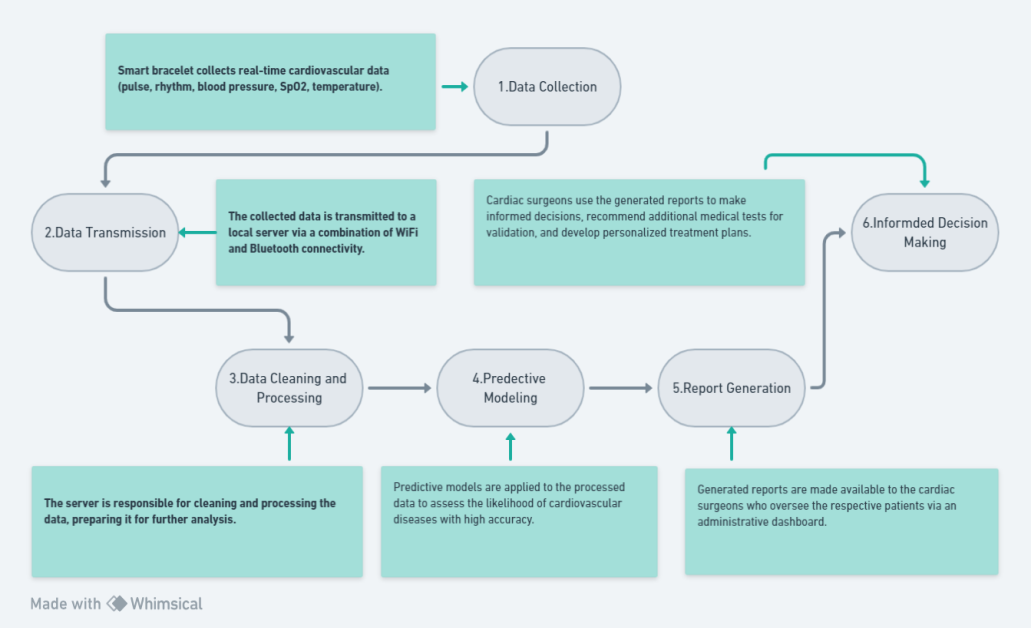 Smart bracelet collects real-time cardiovascular data
(pulse, rhythm, blood pressure, SpO2, temperature).
1.Data Collection
2.Data Transmission
The collected data is transmitted to a
local server via a combination of WiFi
and Bluetooth connectivity.
Cardiac surgeons use the generated reports to make
informed decisions, recommend additional medical tests for
validation, and develop personalized treatment plans.
6.Informded Decision
Making
3.Data Cleaning and
Processing
4.Predective
Modeling
5.Report Generation
The server is responsible for cleaning and processing the
data, preparing it for further analysis.
Predictive models are applied to the processed
data to assess the likelihood of cardiovascular
diseases with high accuracy.
Generated reports are made available to the cardiac
surgeons who oversee the respective patients via an
administrative dashboard.
Made with Whimsical